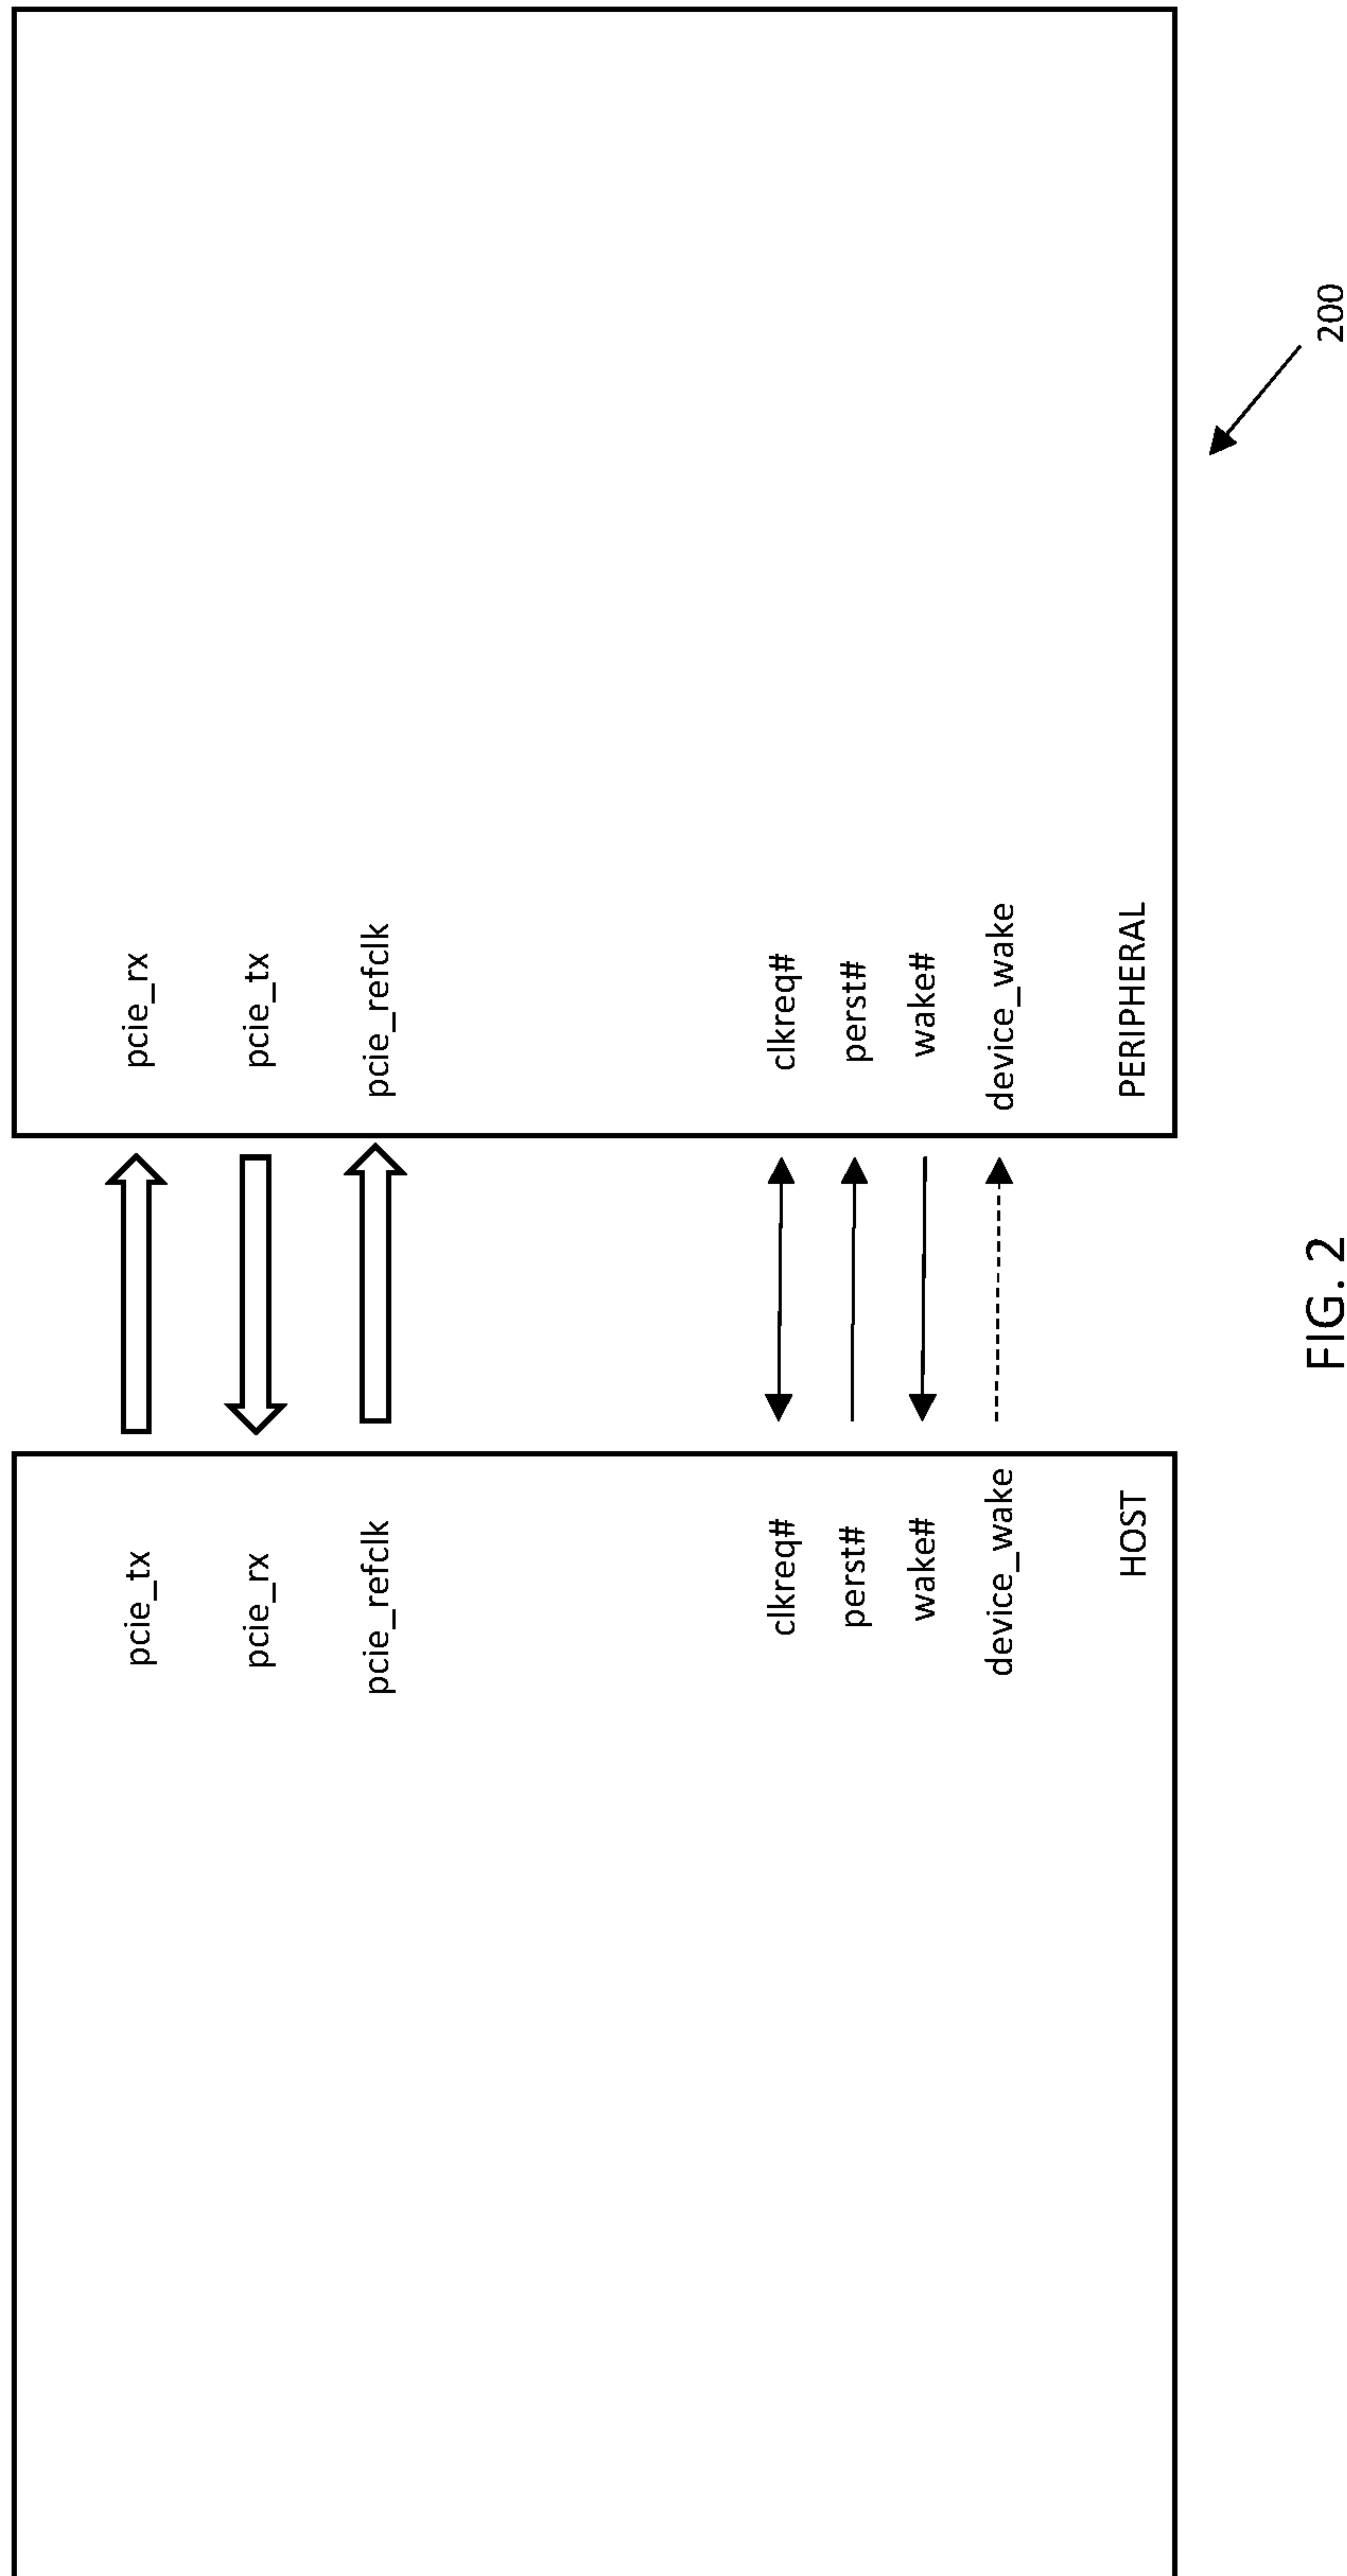 pcie_tx
pcie_rx
pcie_refclk
clkreq#
perst#
wake#
device_wake
HOST
pcie_rx
pcie_tx
pcie_refclk
clkreq#
perst#
wake#
device_wake
PERIPHERAL
200
FIG. 2